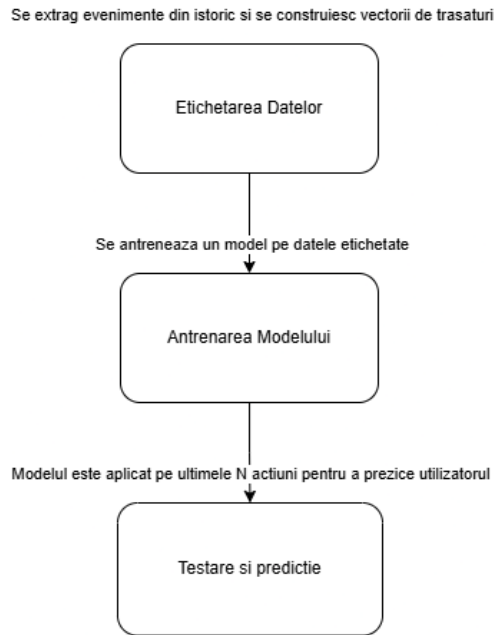 Se extrag evenimente din istoric si se construiesc vectorii de trasaturi
Etichetarea Datelor
Se antreneaza un model pe datele etichetate
Antrenarea Modelului
Modelul este aplicat pe ultimele N actiuni pentru a prezice utilizatorul
Testare si predictie